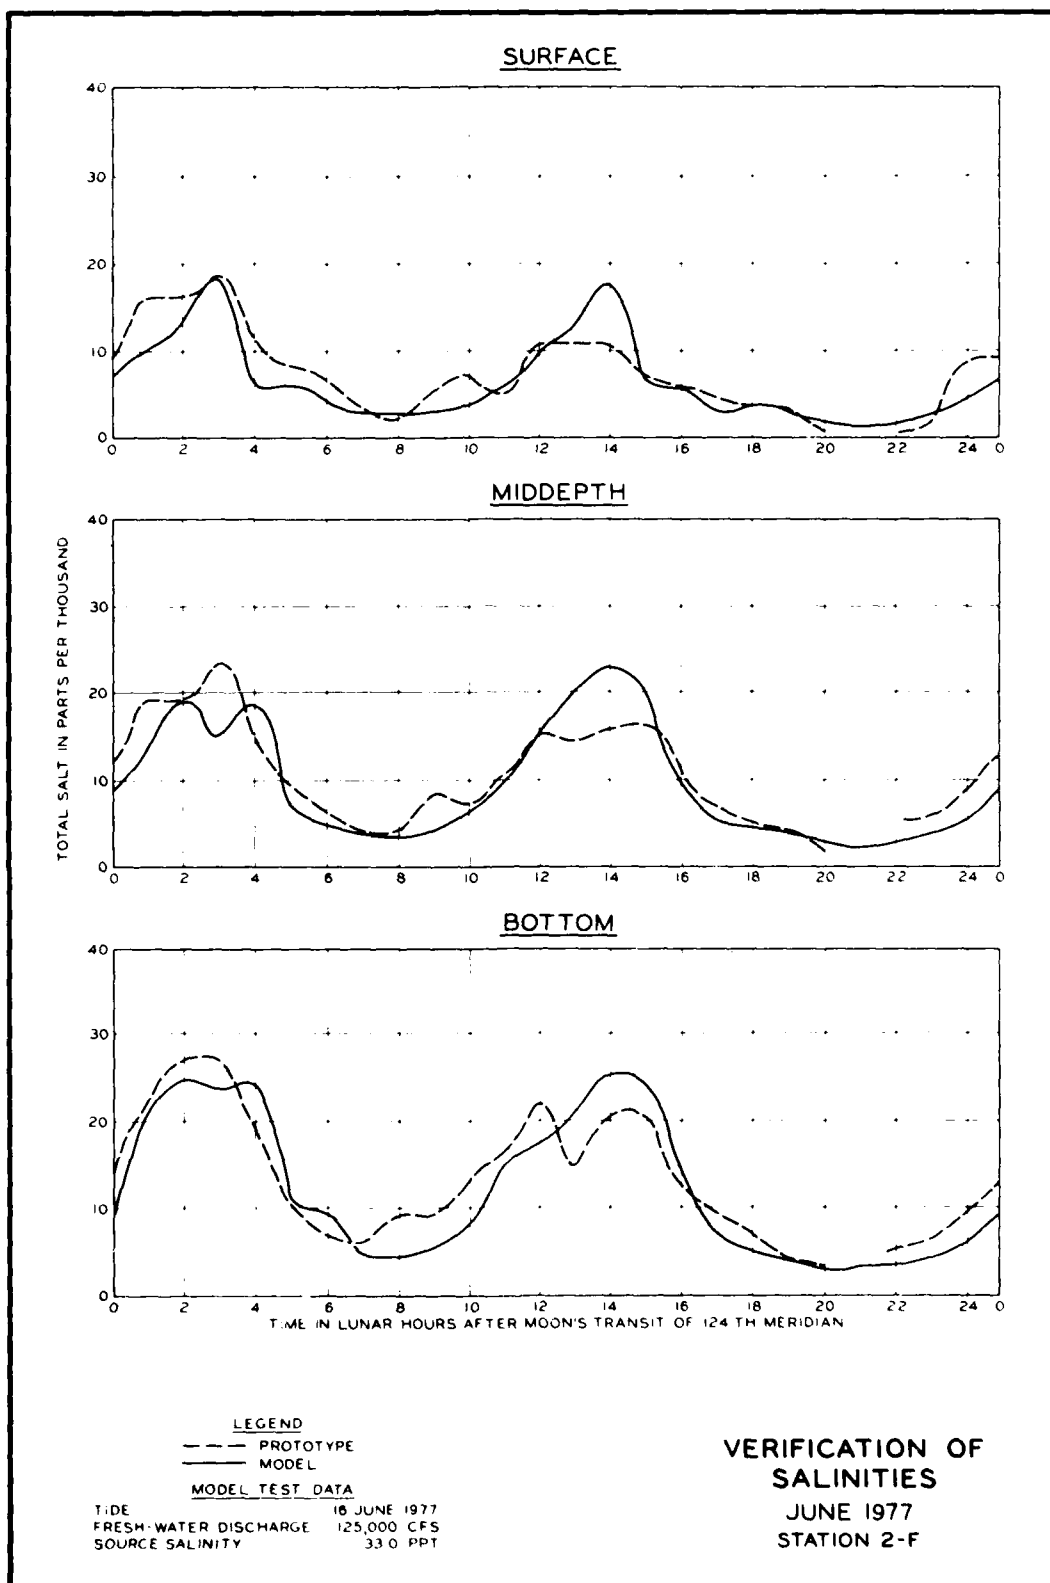 SURFACE
40
30
20
10
0
0 2 4 6 8 10 12 14 16 18 20 22 24 0
MIDDEPTH
TOTAL SALT IN PARTS PER THOUSAND
40
30
20
10
0
0 2 4 6 8 10 12 14 16 18 20 22 24 0
BOTTOM
40
30
20
10
0
0 2 4 6 8 10 12 14 16 18 20 22 24 0
TIME IN LUNAR HOURS AFTER MOON'S TRANSIT OF 124 TH MERIDIAN
LEGEND
PROTOTYPE
MODEL
MODEL TEST DATA
TIDE 16 JUNE 1977
FRESH-WATER DISCHARGE 125,000 CFS
SOURCE SALINITY 33.0 PPT
VERIFICATION OF
SALINITIES
JUNE 1977
STATION 2-F